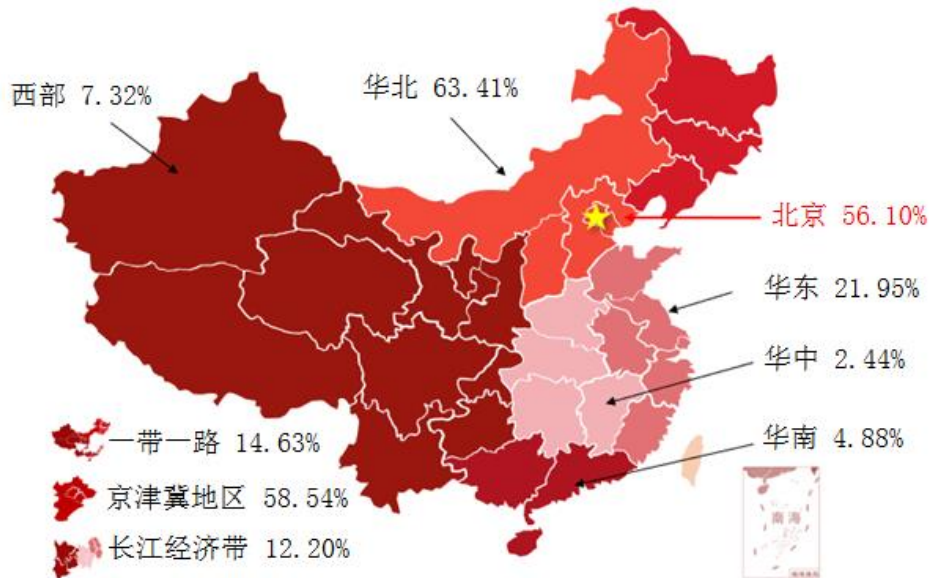 西部 7.32%
华北 63.41%
北京 56.10%
华东 21.95%
华中 2.44%
华南 4.88%
一带一路 14.63%
京津冀地区 58.54%
长江经济带 12.20%
南海